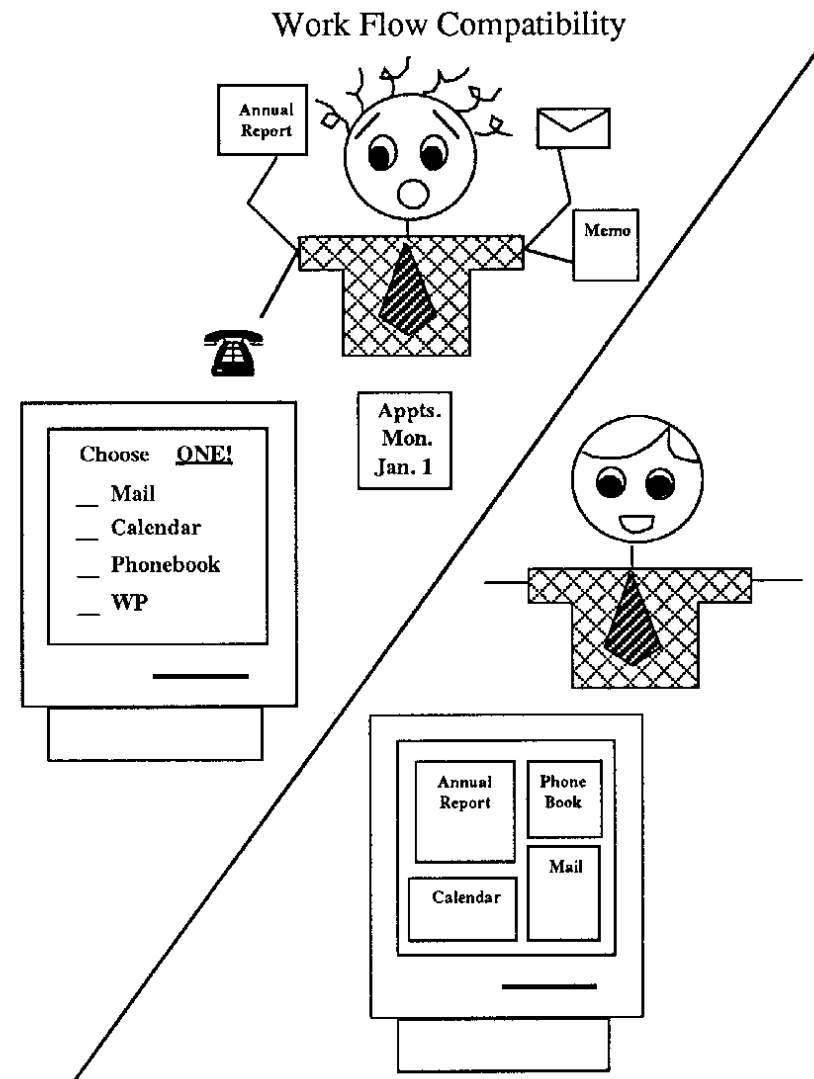 Work Flow Compatibility
Annual
Report
Memo
Appts.
Mon.
Jan. 1
Choose ONE!
__ Mail
__ Calendar
__ Phonebook
__ WP
Annual
Report
Phone
Book
Calendar
Mail